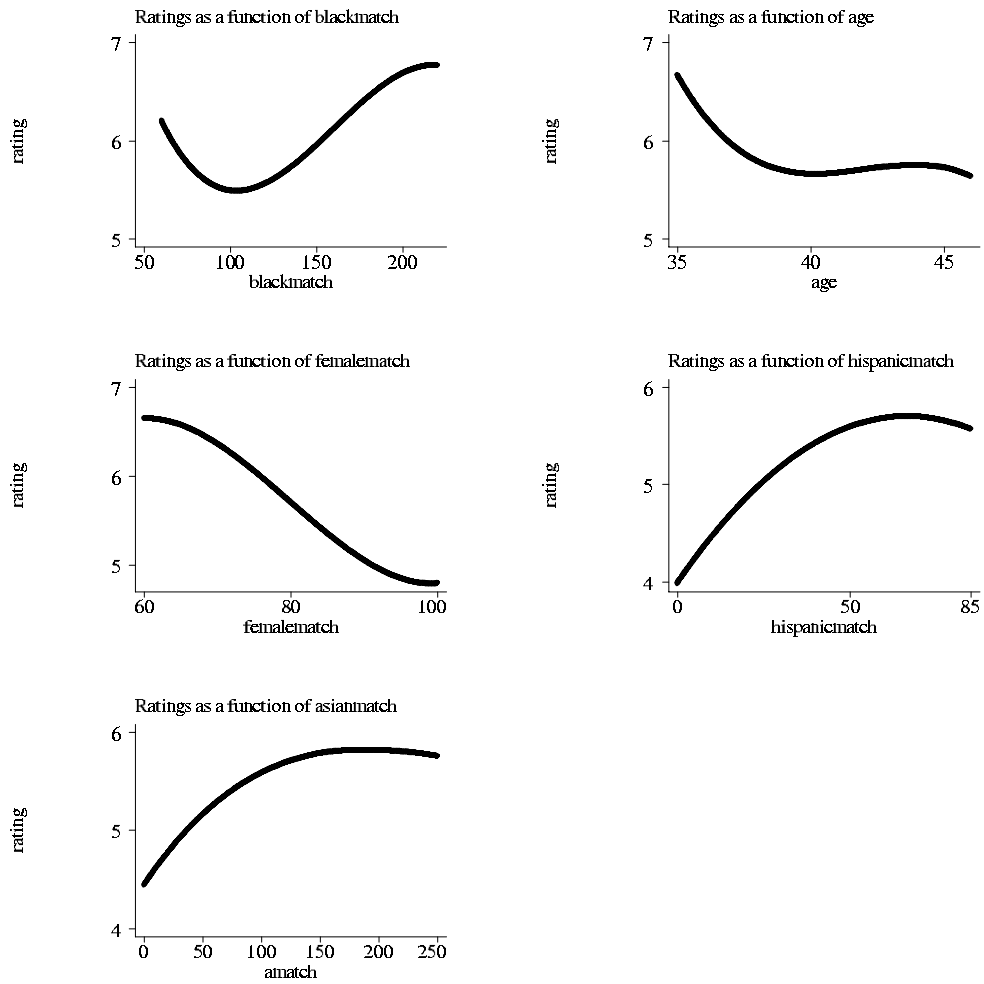 Ratings as a function of blackmatch
7
6
5
rating
50 100 150 200
blackmatch
Ratings as a function of age
7
6
5
rating
35 40 45
age
Ratings as a function of femalematch
7
6
5
rating
60 80 100
femalematch
Ratings as a function of hispanicmatch
6
5
4
rating
0 50 85
hispanicmatch
Ratings as a function of asianmatch
6
5
4
rating
0 50 100 150 200 250
amatch